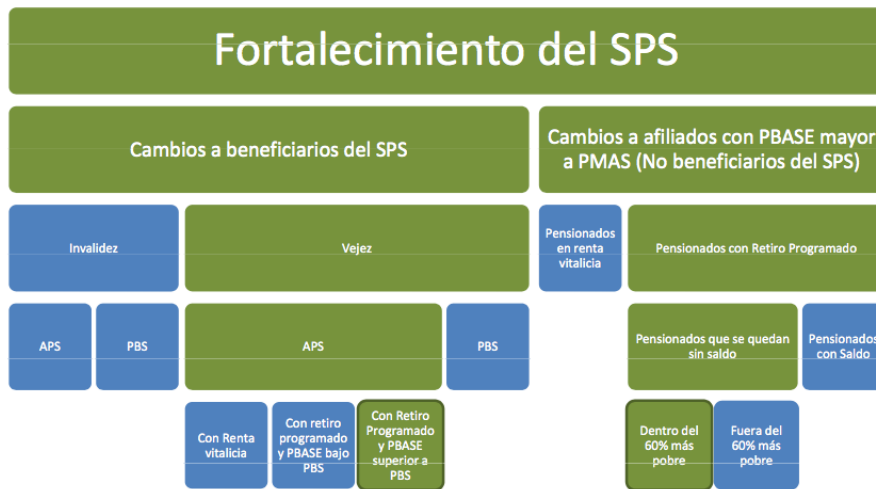 Fortalecimiento del SPS
Cambios a beneficiarios del SPS
Cambios a afiliados con PBASE mayor
a PMAS (No beneficiarios del SPS)
Invalidez
Vejez
Pensionados
en renta
vitalicia
Pensionados con Retiro Programado
APS
PBS
APS
PBS
Pensionados que se quedan
sin saldo
Pensionados
con Saldo
Con Renta
vitalicia
Con retiro
programado
y PBASE bajo
PBS
Con Retiro
Programado
y PBASE
superior a
PBS
Dentro del
60% más
pobre
Fuera del
60% más
pobre